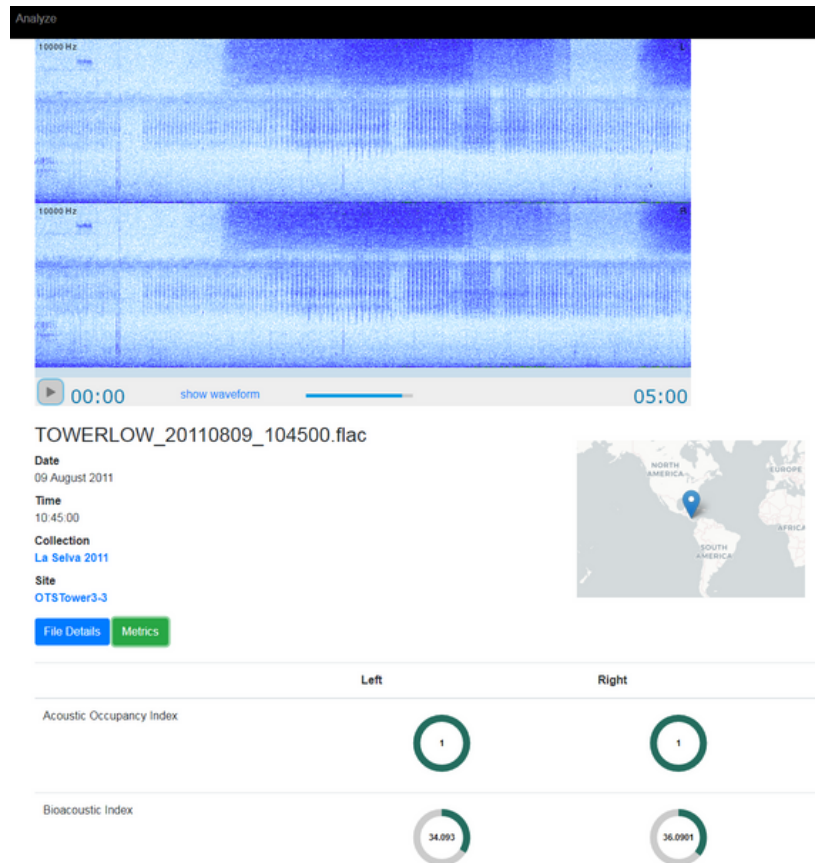 Analyze
10000 Hz
L
10000 Hz
R
00:00
show waveform
05:00
TOWERLOW_20110809_104500.flac
Date
09 August 2011
Time
10:45:00
Collection
La Selva 2011
Site
OTSTower3-3
NORTH
AMERICA
EUROPE
AFRICA
SOUTH
AMERICA
File Details
Metrics
Left
Right
Acoustic Occupancy Index
1
1
Bioacoustic Index
34.093
36.0901